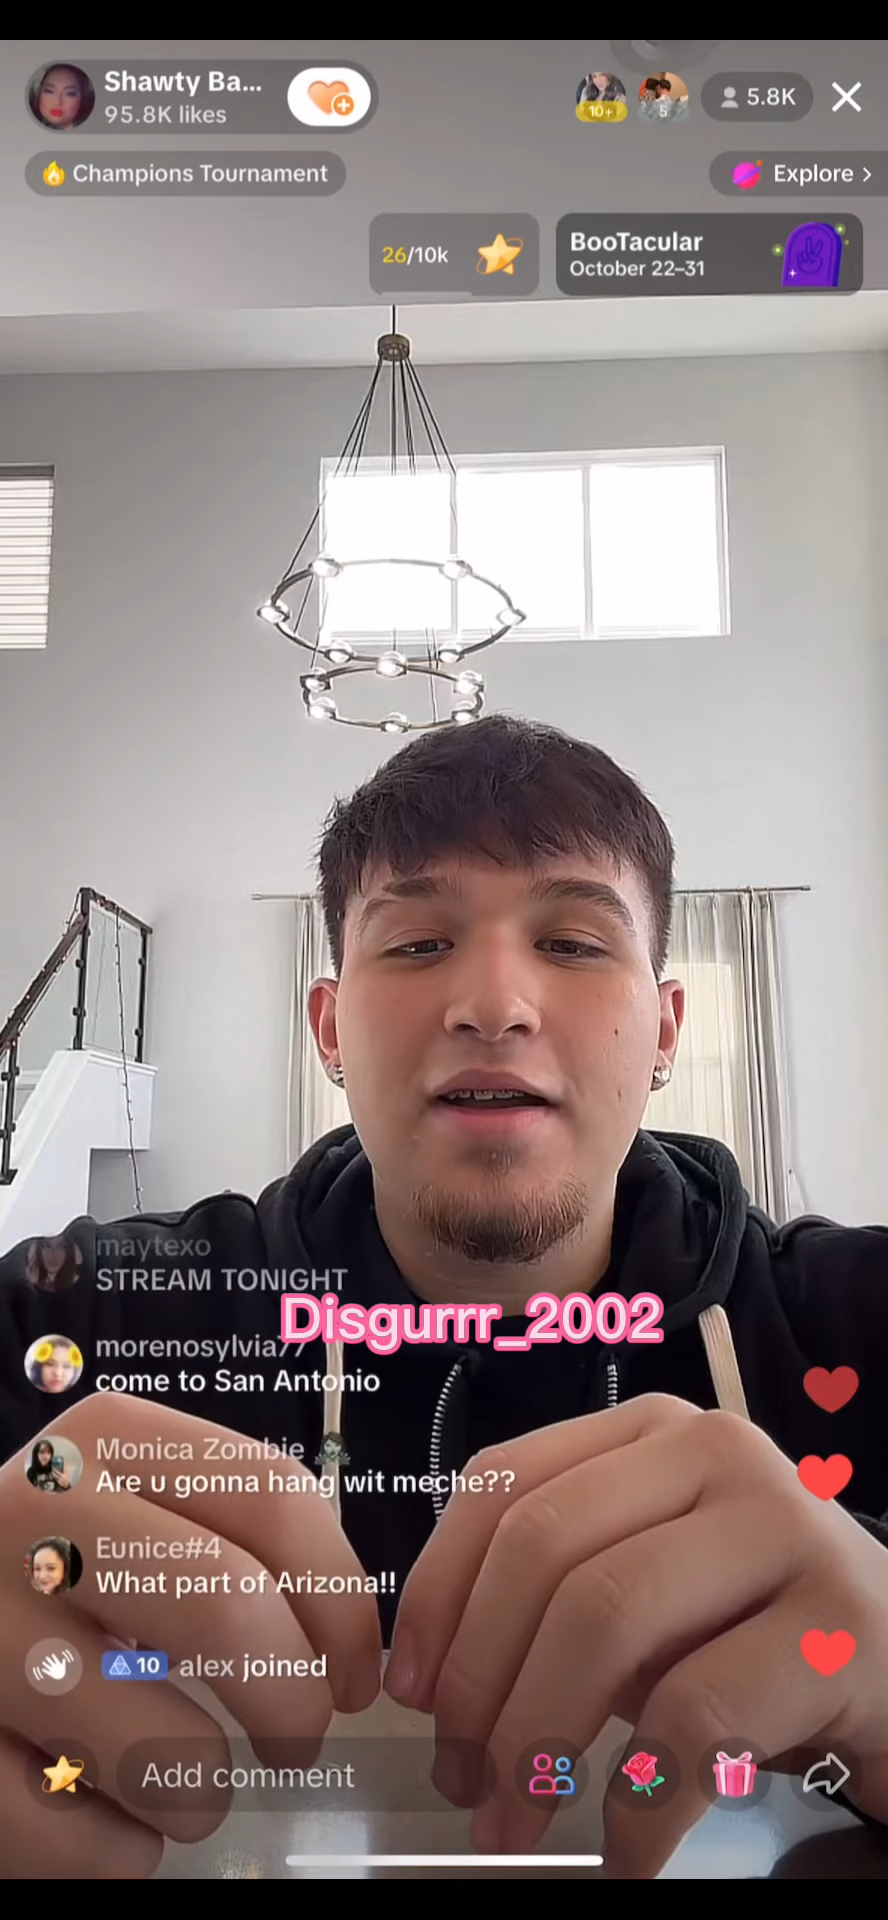 Shawty Ba...
95.8K likes
10+
5
5.8K
Champions Tournament
Explore >
26/10k
BooTacular
October 22–31
maytexo
STREAM TONIGHT
Disgurrr_2002
morenosylvia77
come to San Antonio
Monica Zombie
Are u gonna hang wit meche??
Eunice#4
What part of Arizona!!
10 alex joined
Add comment